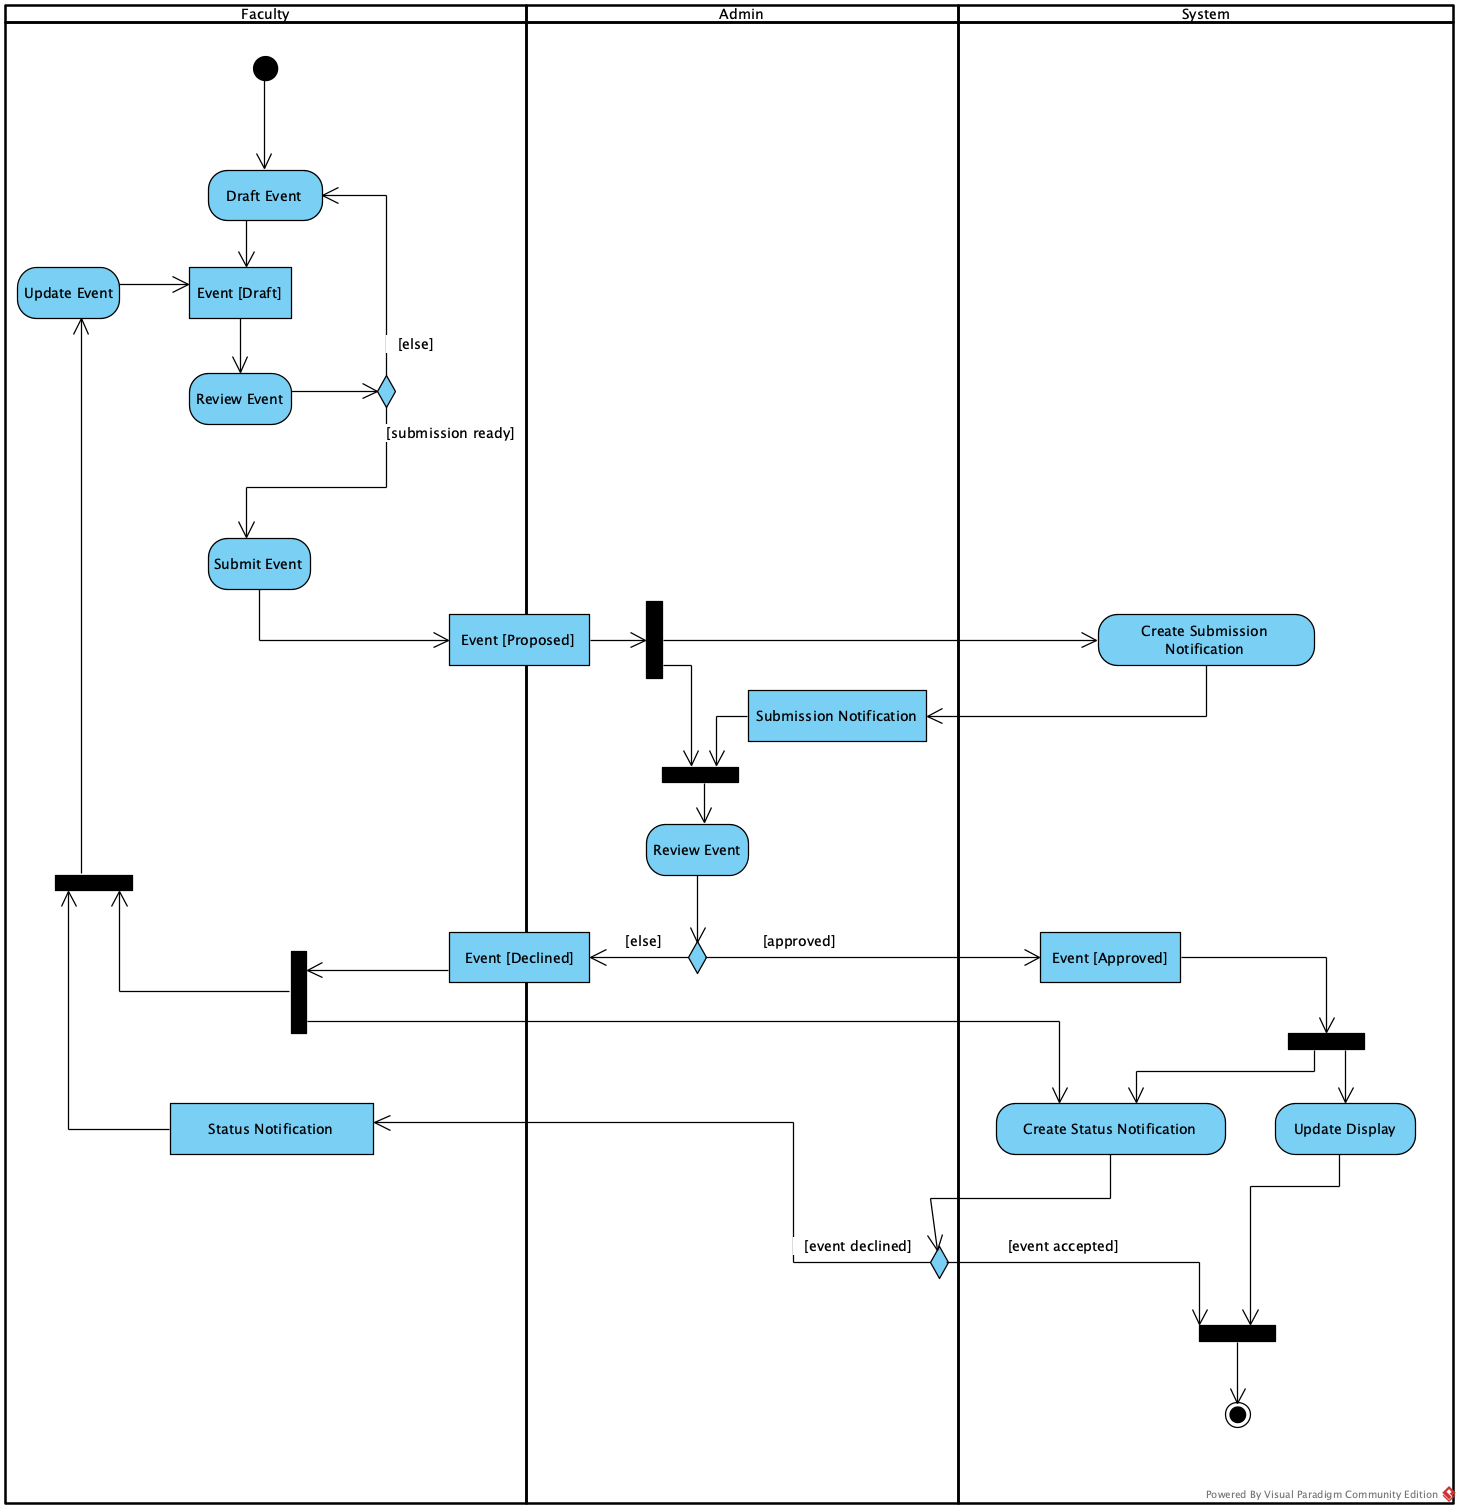 Faculty
Admin
System
Draft Event
Update Event
Event [Draft]
[else]
Review Event
[submission ready]
Submit Event
Event [Proposed]
Create Submission
Notification
Submission Notification
Review Event
[else]
[approved]
Event [Declined]
Event [Approved]
Status Notification
Create Status Notification
Update Display
[event declined]
[event accepted]
Powered By Visual Paradigm Community Edition